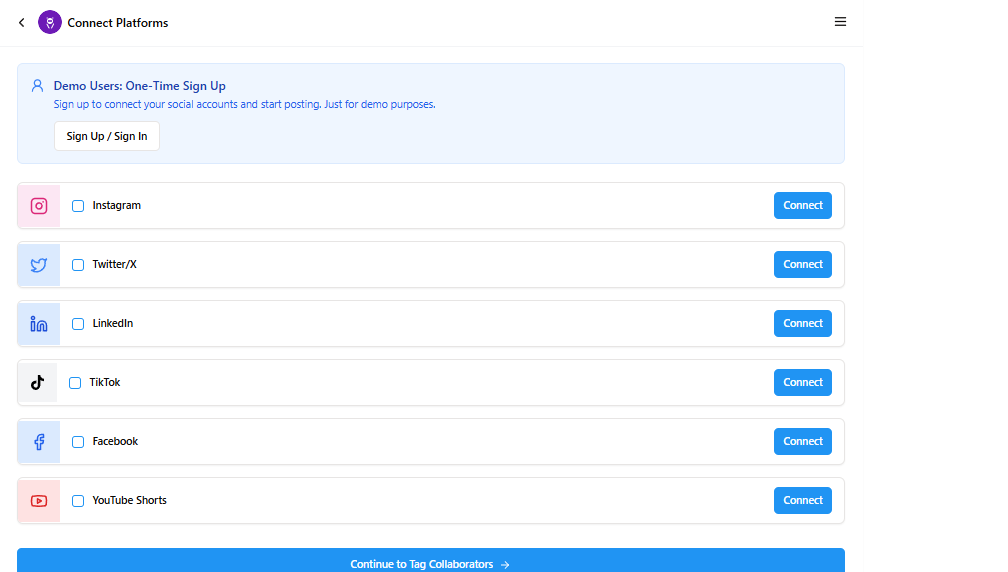 Connect Platforms
Demo Users: One-Time Sign Up
Sign up to connect your social accounts and start posting. Just for demo purposes.
Sign Up / Sign In
Instagram
Connect
Twitter/X
Connect
LinkedIn
Connect
TikTok
Connect
Facebook
Connect
YouTube Shorts
Connect
Continue to Tag Collaborators →